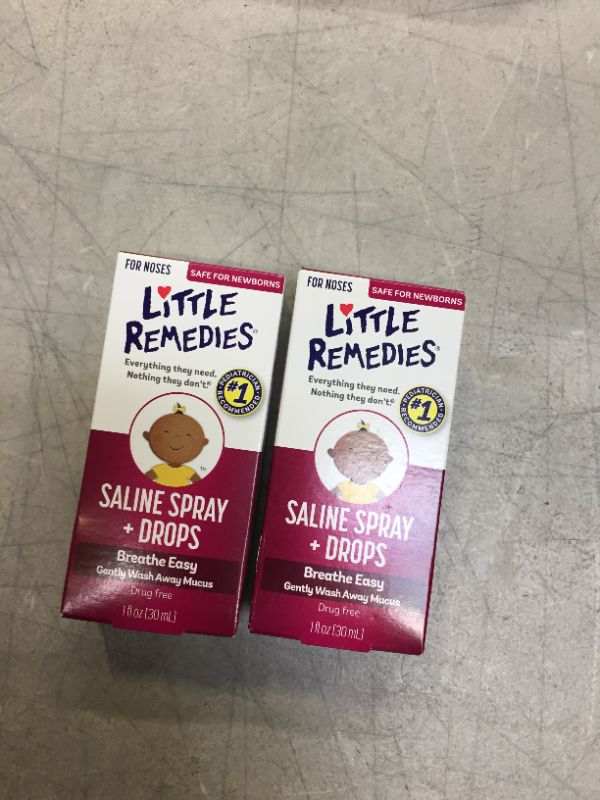 FOR NOSES
SAFE FOR NEWBORNS
LiTTLE
REMEDIES®
Everything they need.
Nothing they don't.®
PEDIATRICIAN
#1
RECOMMENDED
TM
SALINE SPRAY
+ DROPS
Breathe Easy
Gently Wash Away Mucus
Drug free
1 fl oz (30 mL)
FOR NOSES
SAFE FOR NEWBORNS
LiTTLE
REMEDIES®
Everything they need.
Nothing they don't.®
PEDIATRICIAN
#1
RECOMMENDED
SALINE SPRAY
+ DROPS
Breathe Easy
Gently Wash Away Mucus
Drug free
1 fl oz (30 mL)